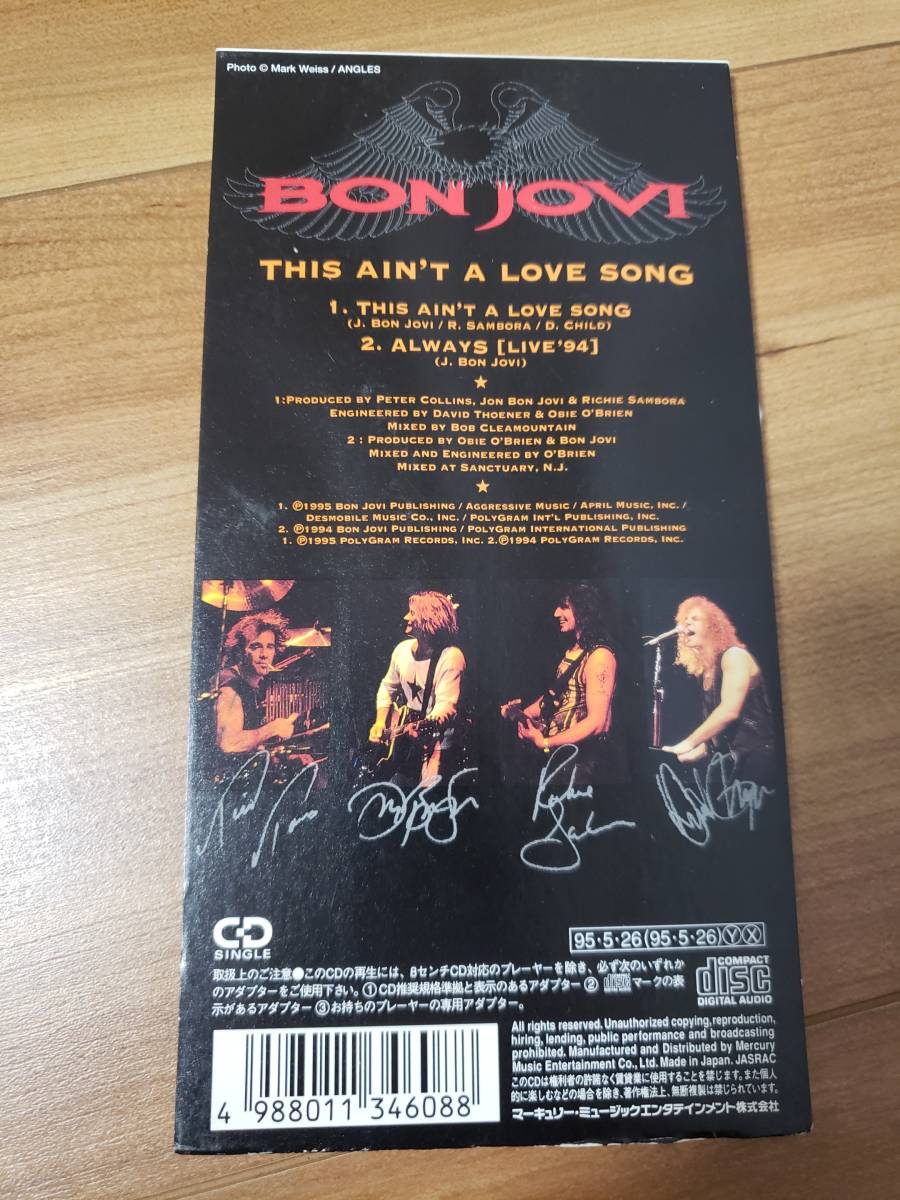 Photo © Mark Weiss / ANGLES
BON JOVI
THIS AIN'T A LOVE SONG
1. THIS AIN'T A LOVE SONG
(J. BON JOVI / R. SAMBORA / D. CHILD)
2. ALWAYS [LIVE'94]
(J. BON JOVI)
1:PRODUCED BY PETER COLLINS, JON BON JOVI & RICHIE SAMBORA
ENGINEERED BY DAVID THOENER & OBIE O'BRIEN
MIXED BY BOB CLEAMOUNTAIN
2 : PRODUCED BY OBIE O'BRIEN & BON JOVI
MIXED AND ENGINEERED BY O'BRIEN
MIXED AT SANCTUARY, N.J.
1. ℗1995 BON JOVI PUBLISHING / AGGRESSIVE MUSIC / APRIL MUSIC, INC. /
DESMOBILE MUSIC CO., INC. / POLYGRAM INT'L PUBLISHING, INC.
2. ℗1994 BON JOVI PUBLISHING / POLYGRAM INTERNATIONAL PUBLISHING
1. ℗1995 POLYGRAM RECORDS, INC. 2.℗1994 POLYGRAM RECORDS, INC.
CD
SINGLE
95・5・26(95・5・26)ⓎⓍ
取扱上のご注意●このCDの再生には、8センチCD対応のプレーヤーを除き、必ず次のいずれか
のアダプターをご使用下さい。①CD推奨規格準拠と表示のあるアダプター ② disc マークの表
示があるアダプター ③お持ちのプレーヤーの専用アダプター。
COMPACT
disc
DIGITAL AUDIO
All rights reserved. Unauthorized copying, reproduction,
hiring, lending, public performance and broadcasting
prohibited. Manufactured and Distributed by Mercury
Music Entertainment Co., Ltd. Made in Japan. JASRAC
このCDは権利者の許諾なく賃貸業に使用することを禁じます。また個人
的に楽しむなどの場合を除き、著作権法上、無断複製は禁じられています。
マーキュリー・ミュージックエンタテインメント株式会社
4 988011 346088